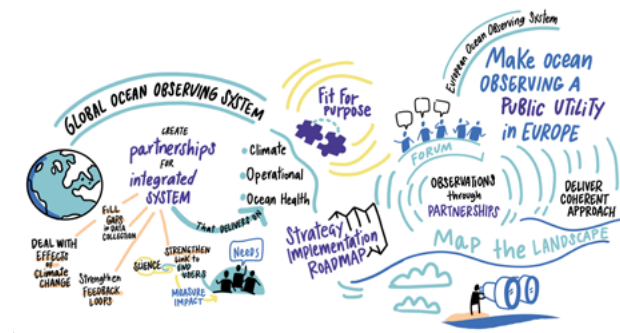 GLOBAL OCEAN OBSERVING SYSTEM
CREATE
partnerships
FOR
integrated
SYSTEM
THAT DELIVERS ON
Climate
Operational
Ocean Health
FILL
GAPS
in DATA
COLLECTION
DEAL WITH
EFFECTS
OF
Climate
CHANGE
Strengthen
FEEDBACK
LOOPS
SCIENCE
STRENGTHEN
LINK to
END
USERS
MEASURE
IMPACT
Needs
Fit For
Purpose
Strategy
Implementation
ROADMAP
European Ocean Observing System
Make ocean
OBSERVING A
PUBLIC UTILITY
in EUROPE
FORUM
OBSERVATIONS
through
PARTNERSHIPS
DELIVER
COHERENT
APPROACH
Map the LANDSCAPE